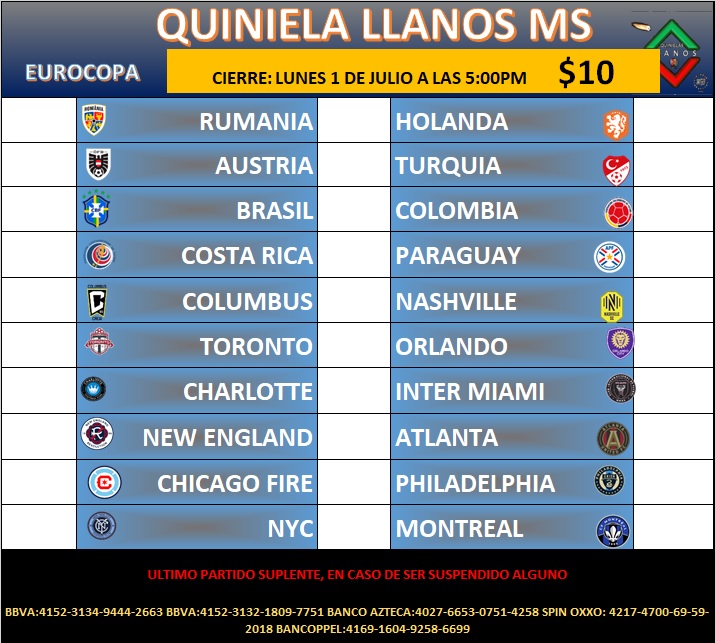 QUINIELA LLANOS MS
EUROCOPA
CIERRE: LUNES 1 DE JULIO A LAS 5:00PM $10
RUMANIA HOLANDA
AUSTRIA TURQUIA
BRASIL COLOMBIA
COSTA RICA PARAGUAY
COLUMBUS NASHVILLE
TORONTO ORLANDO
CHARLOTTE INTER MIAMI
NEW ENGLAND ATLANTA
CHICAGO FIRE PHILADELPHIA
NYC MONTREAL
ULTIMO PARTIDO SUPLENTE, EN CASO DE SER SUSPENDIDO ALGUNO
BBVA:4152-3134-9444-2663 BBVA:4152-3132-1809-7751 BANCO AZTECA:4027-6653-0751-4258 SPIN OXXO: 4217-4700-69-59-
2018 BANCOPPEL:4169-1604-9258-6699